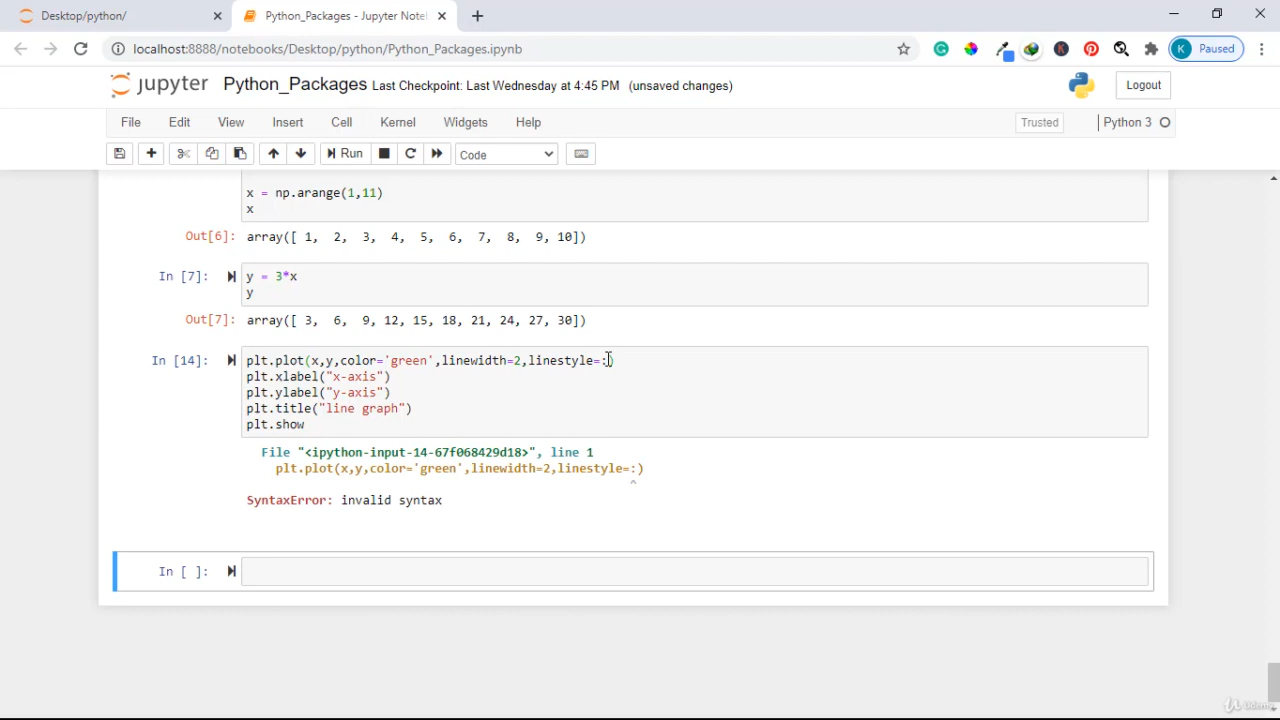 Desktop/python/
Python_Packages - Jupyter Note
localhost:8888/notebooks/Desktop/python/Python_Packages.ipynb
K Paused
jupyter Python_Packages Last Checkpoint: Last Wednesday at 4:45 PM (unsaved changes)
Logout
File Edit View Insert Cell Kernel Widgets Help
Trusted
Python 3
Run
Code
x = np.arange(1,11)
x
Out[6]: array([ 1, 2, 3, 4, 5, 6, 7, 8, 9, 10])
In [7]: y = 3*x
y
Out[7]: array([ 3, 6, 9, 12, 15, 18, 21, 24, 27, 30])
In [14]: plt.plot(x,y,color='green',linewidth=2,linestyle=:)
plt.xlabel("x-axis")
plt.ylabel("y-axis")
plt.title("line graph")
plt.show
File "<ipython-input-14-67f068429d18>", line 1
plt.plot(x,y,color='green',linewidth=2,linestyle=:)
^
SyntaxError: invalid syntax
In [ ]:
Udemy